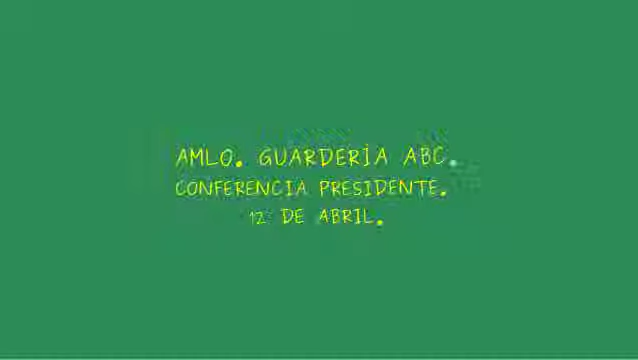 AMLO. GUARDERÍA ABC.
CONFERENCIA PRESIDENTE.
12 DE ABRIL.